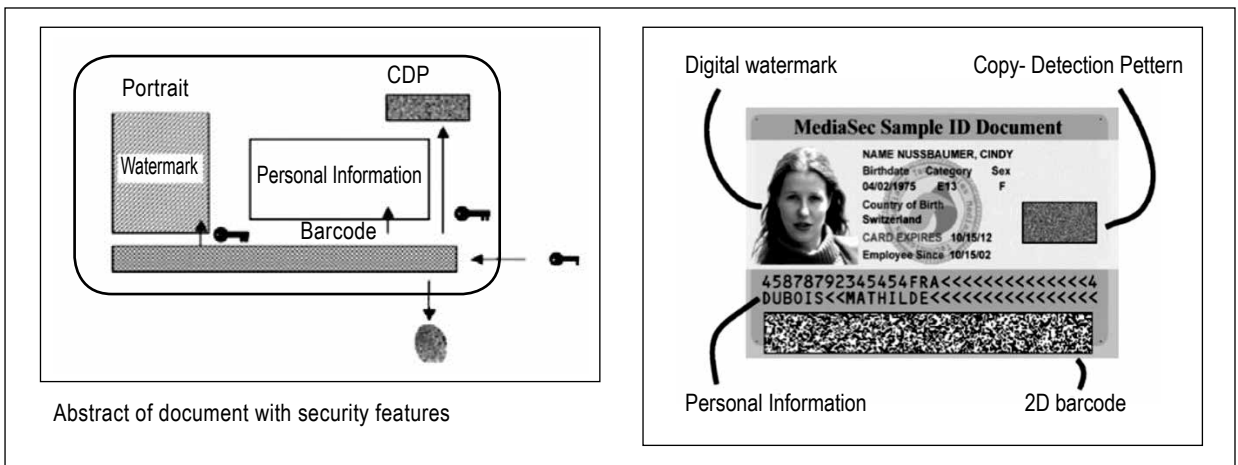 Portrait
CDP
Watermark
Personal Information
Barcode
Abstract of document with security features
Digital watermark
Copy- Detection Pettern
MediaSec Sample ID Document
NAME NUSSBAUMER, CINDY
Birthdate Category Sex
04/02/1975 E13 F
Country of Birth
Switzerland
CARD EXPIRES 10/15/12
Employee Since 10/15/02
45878792345454FRA<<<<<<<<<<<<<<4
DUBOIS<<MATHILDE<<<<<<<<<<<<<<<<
Personal Information
2D barcode